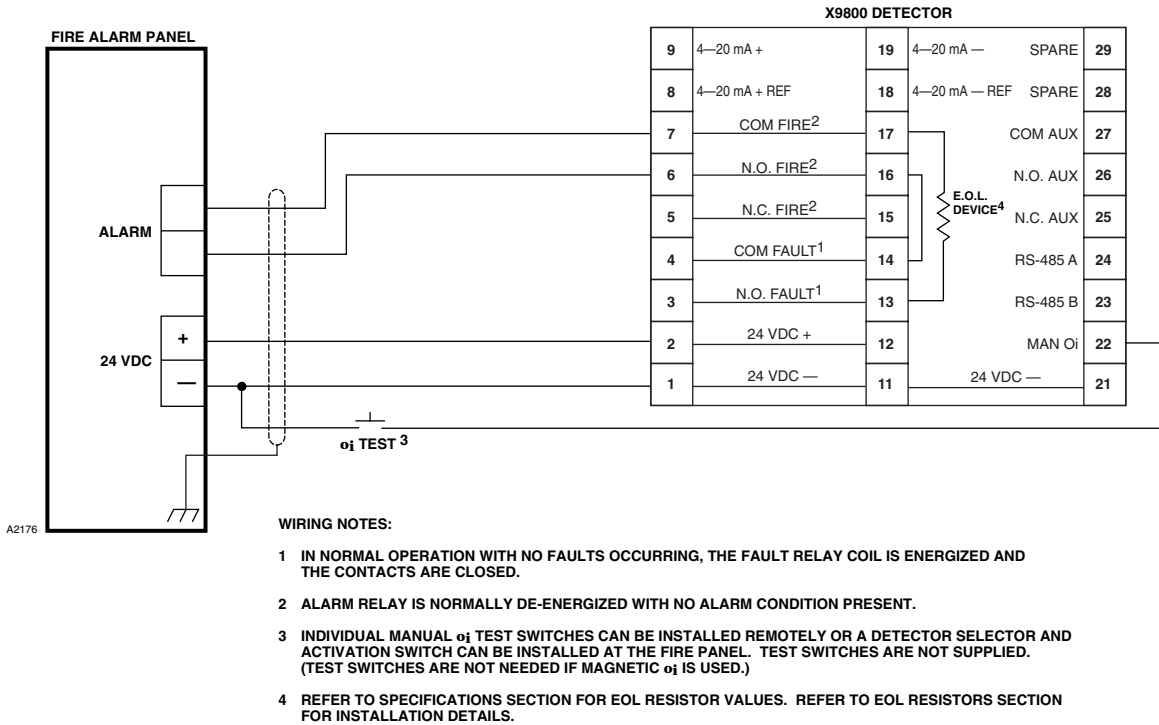 X9800 DETECTOR
FIRE ALARM PANEL
9 4—20 mA + 19 4—20 mA — SPARE 29
8 4—20 mA + REF 18 4—20 mA — REF SPARE 28
7 COM FIRE2 17 COM AUX 27
6 N.O. FIRE2 16 N.O. AUX 26
E.O.L.
DEVICE4
5 N.C. FIRE2 15 N.C. AUX 25
ALARM
4 COM FAULT1 14 RS-485 A 24
3 N.O. FAULT1 13 RS-485 B 23
+
24 VDC
—
2 24 VDC + 12 MAN Oi 22
1 24 VDC — 11 24 VDC — 21
oi TEST 3
A2176
WIRING NOTES:
1 IN NORMAL OPERATION WITH NO FAULTS OCCURRING, THE FAULT RELAY COIL IS ENERGIZED AND
THE CONTACTS ARE CLOSED.
2 ALARM RELAY IS NORMALLY DE-ENERGIZED WITH NO ALARM CONDITION PRESENT.
3 INDIVIDUAL MANUAL oi TEST SWITCHES CAN BE INSTALLED REMOTELY OR A DETECTOR SELECTOR AND
ACTIVATION SWITCH CAN BE INSTALLED AT THE FIRE PANEL. TEST SWITCHES ARE NOT SUPPLIED.
(TEST SWITCHES ARE NOT NEEDED IF MAGNETIC oi IS USED.)
4 REFER TO SPECIFICATIONS SECTION FOR EOL RESISTOR VALUES. REFER TO EOL RESISTORS SECTION
FOR INSTALLATION DETAILS.